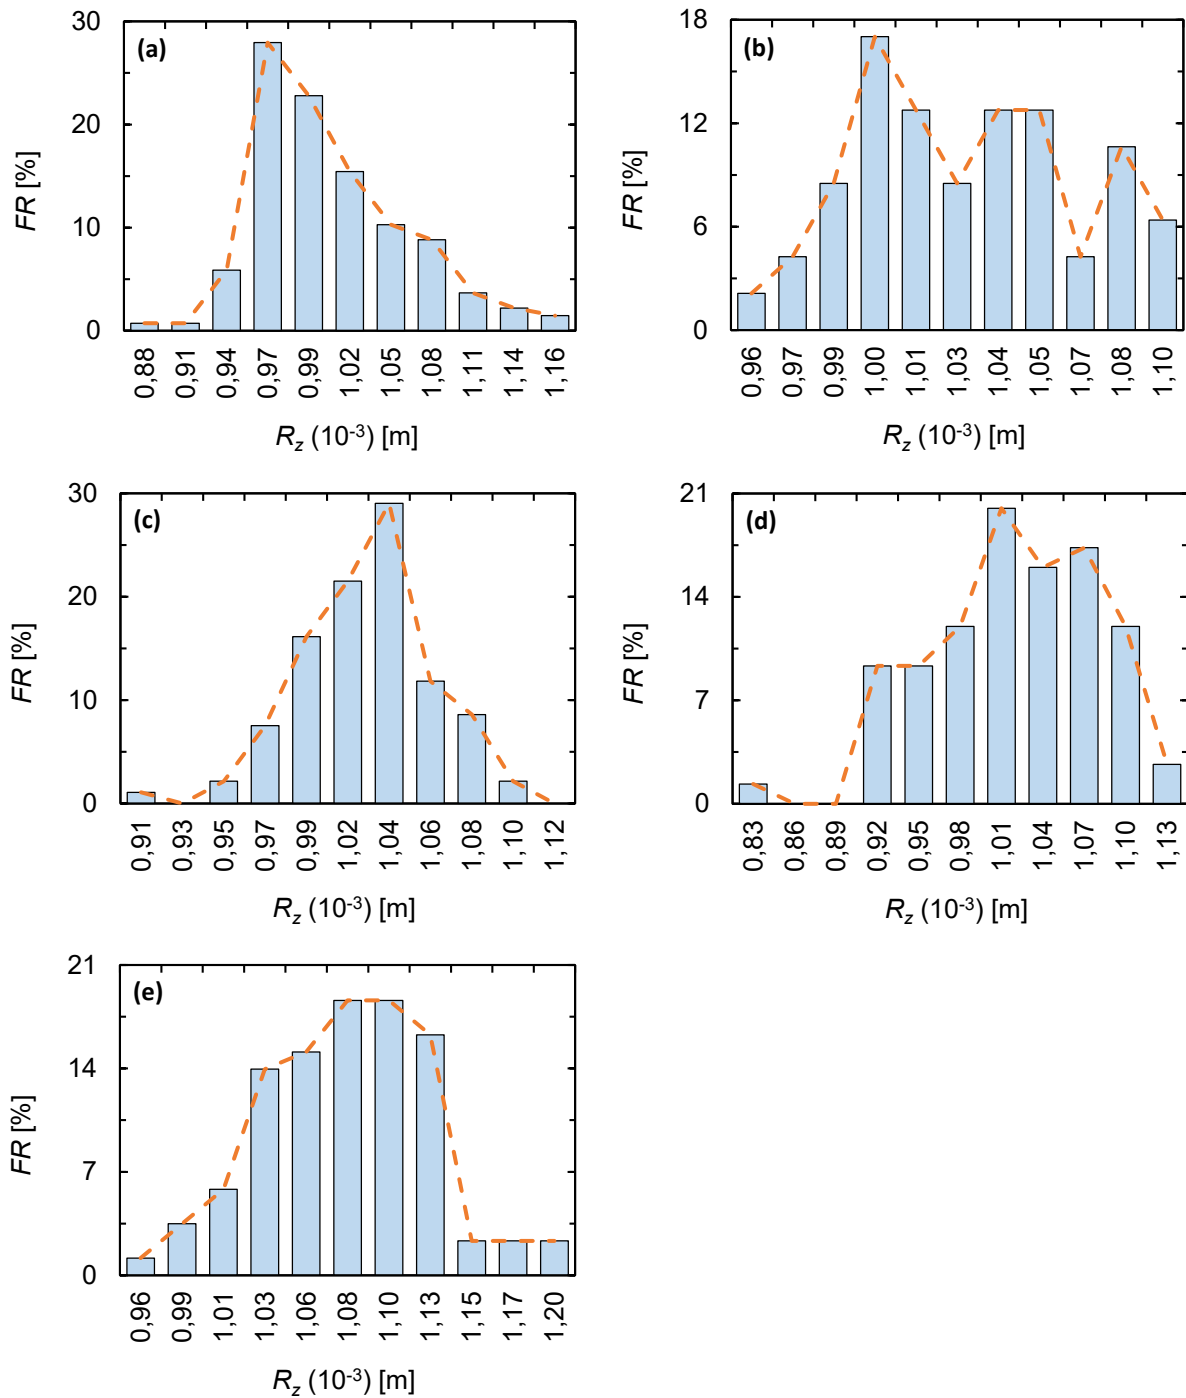 (a)
FR [%]
30
20
10
0
0,88 0,91 0,94 0,97 0,99 1,02 1,05 1,08 1,11 1,14 1,16
R_z (10⁻³) [m]
(b)
FR [%]
18
12
6
0
0,96 0,97 0,99 1,00 1,01 1,03 1,04 1,05 1,07 1,08 1,10
R_z (10⁻³) [m]
(c)
FR [%]
30
20
10
0
0,91 0,93 0,95 0,97 0,99 1,02 1,04 1,06 1,08 1,10 1,12
R_z (10⁻³) [m]
(d)
FR [%]
21
14
7
0
0,83 0,86 0,89 0,92 0,95 0,98 1,01 1,04 1,07 1,10 1,13
R_z (10⁻³) [m]
(e)
FR [%]
21
14
7
0
0,96 0,99 1,01 1,03 1,06 1,08 1,10 1,13 1,15 1,17 1,20
R_z (10⁻³) [m]